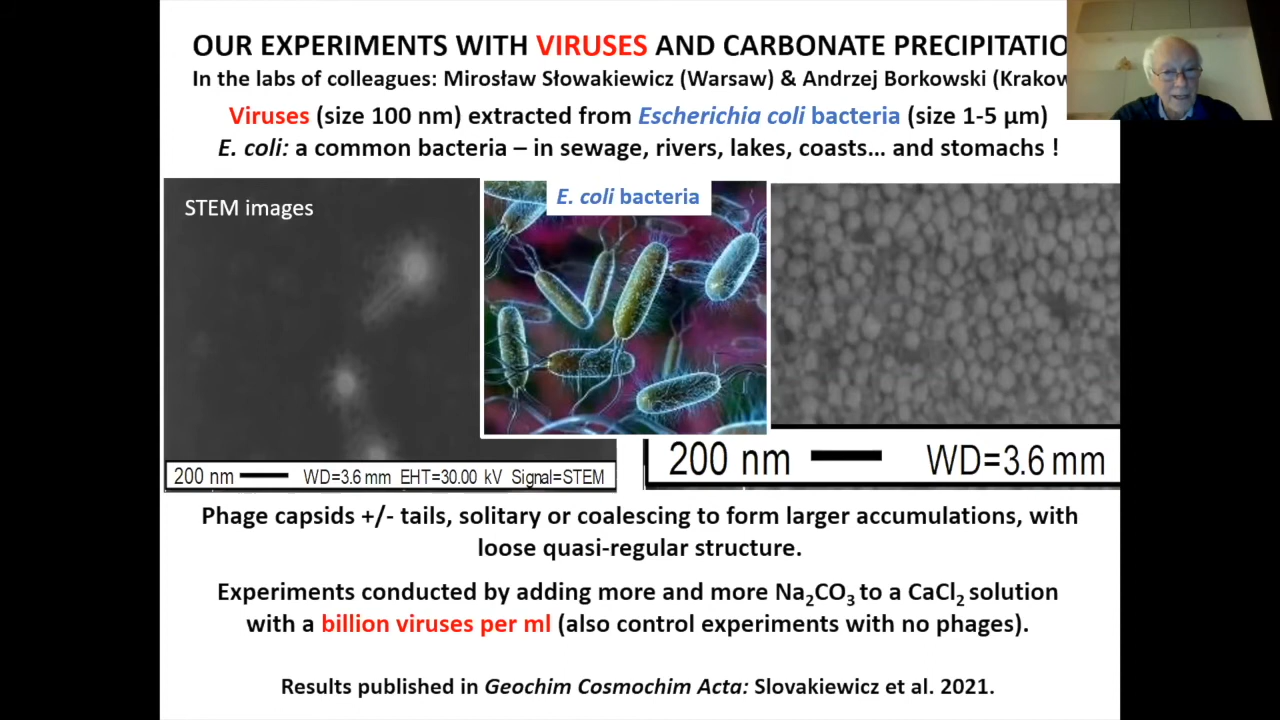 OUR EXPERIMENTS WITH VIRUSES AND CARBONATE PRECIPITATIO
In the labs of colleagues: Mirosław Słowakiewicz (Warsaw) & Andrzej Borkowski (Krakow
Viruses (size 100 nm) extracted from Escherichia coli bacteria (size 1-5 µm)
E. coli: a common bacteria – in sewage, rivers, lakes, coasts... and stomachs !
STEM images
E. coli bacteria
200 nm WD=3.6 mm EHT=30.00 kV Signal=STEM
200 nm WD=3.6 mm
Phage capsids +/- tails, solitary or coalescing to form larger accumulations, with
loose quasi-regular structure.
Experiments conducted by adding more and more Na₂CO₃ to a CaCl₂ solution
with a billion viruses per ml (also control experiments with no phages).
Results published in Geochim Cosmochim Acta: Slovakiewicz et al. 2021.